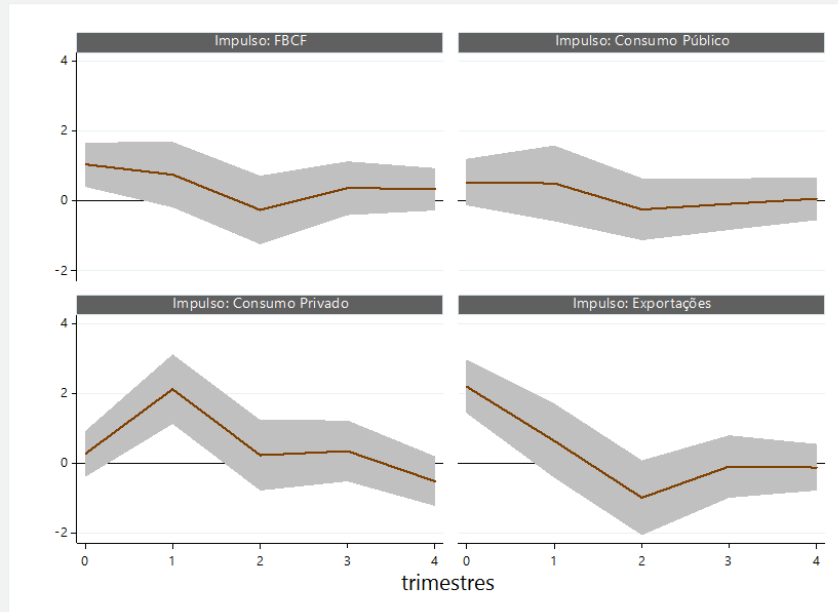 Impulso: FBCF
Impulso: Consumo Público
4
2
0
-2
Impulso: Consumo Privado
Impulso: Exportações
4
2
0
-2
0 1 2 3 4
0 1 2 3 4
trimestres